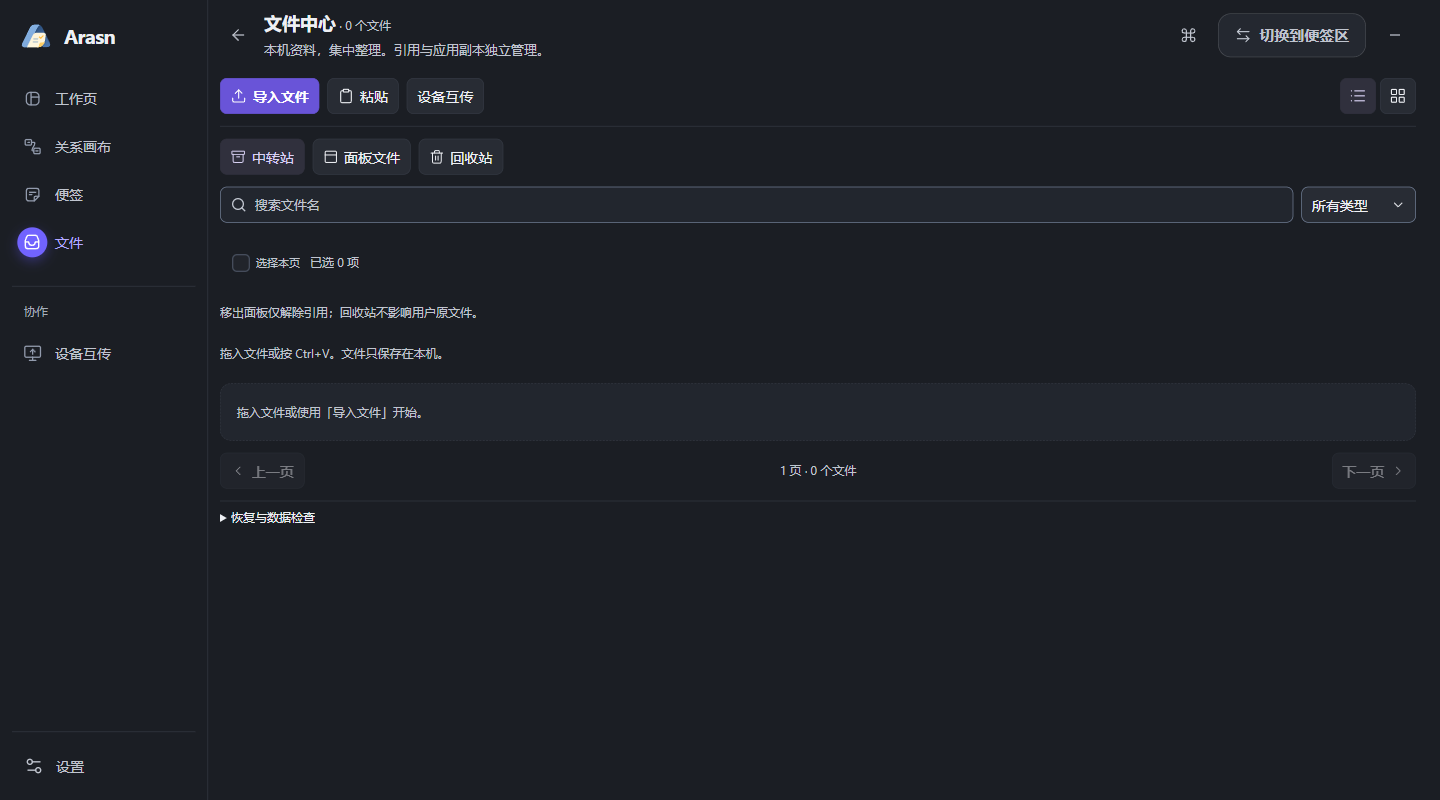 Arasn
工作页
关系画布
便签
文件
协作
设备互传
设置
文件中心 · 0 个文件
本机资料，集中整理。引用与应用副本独立管理。
切换到便签区
导入文件
粘贴
设备互传
中转站
面板文件
回收站
搜索文件名
所有类型
选择本页 已选 0 项
移出面板仅解除引用；回收站不影响用户原文件。
拖入文件或按 Ctrl+V。文件只保存在本机。
拖入文件或使用「导入文件」开始。
上一页
1 页 · 0 个文件
下一页
恢复与数据检查